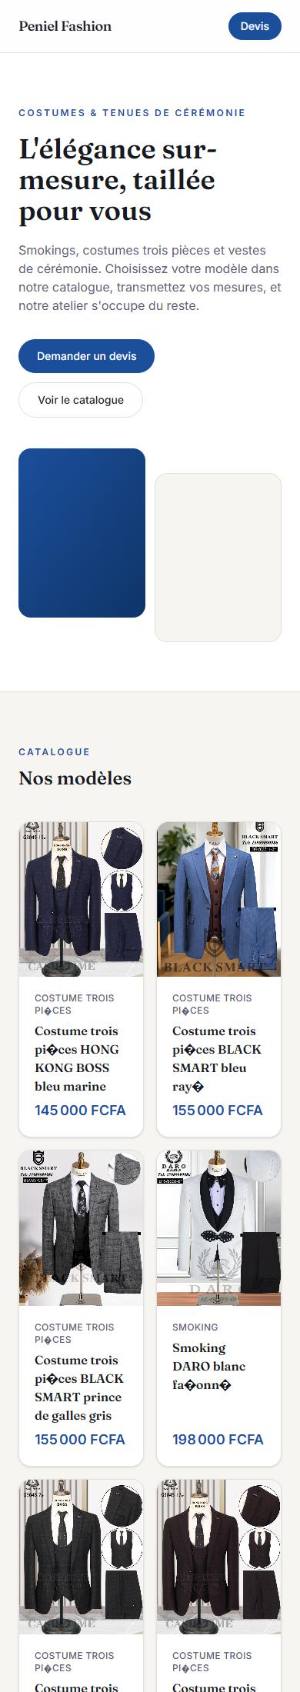 Peniel Fashion
Devis
COSTUMES & TENUES DE CÉRÉMONIE
L'élégance sur-
mesure, taillée
pour vous
Smokings, costumes trois pièces et vestes
de cérémonie. Choisissez votre modèle dans
notre catalogue, transmettez vos mesures, et
notre atelier s'occupe du reste.
Demander un devis
Voir le catalogue
CATALOGUE
Nos modèles
BLACK SMART
BLACKSMART
COSTUME TROIS
PI�CES
Costume trois
pi�ces HONG
KONG BOSS
bleu marine
145 000 FCFA
COSTUME TROIS
PI�CES
Costume trois
pi�ces BLACK
SMART bleu
ray�
155 000 FCFA
BLACKSMART
DARO
COSTUME TROIS
PI�CES
Costume trois
pi�ces BLACK
SMART prince
de galles gris
155 000 FCFA
SMOKING
Smoking
DARO blanc
fa�onn�
198 000 FCFA
COSTUME TROIS
PI�CES
Costume trois
COSTUME TROIS
PI�CES
Costume trois